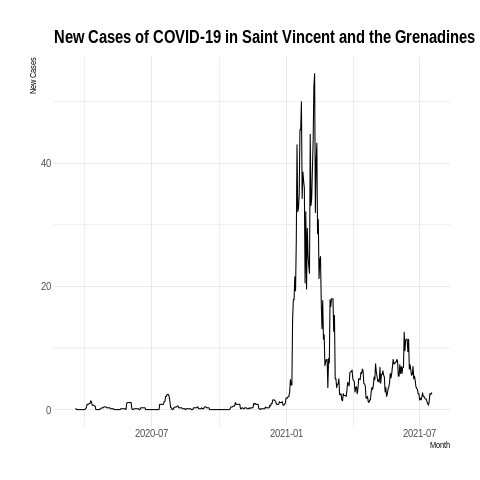 New Cases of COVID-19 in Saint Vincent and the Grenadines
New Cases
40
20
0
2020-07
2021-01
2021-07
Month